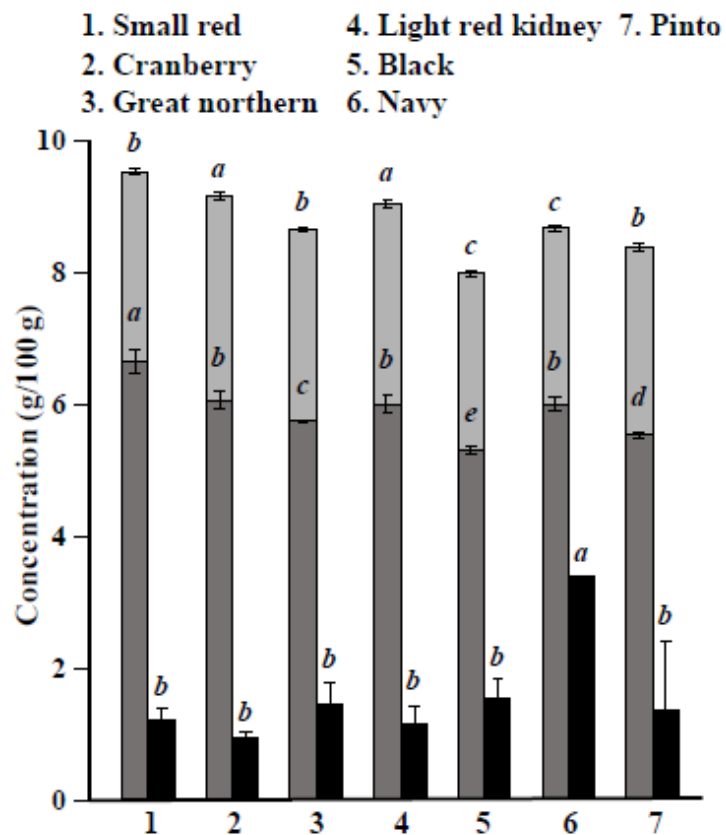 1. Small red 4. Light red kidney 7. Pinto
2. Cranberry 5. Black
3. Great northern 6. Navy
Concentration (g/100 g)
10
8
6
4
2
0
b a b a c c b
a b c b e b d
b b b b b a b
1 2 3 4 5 6 7